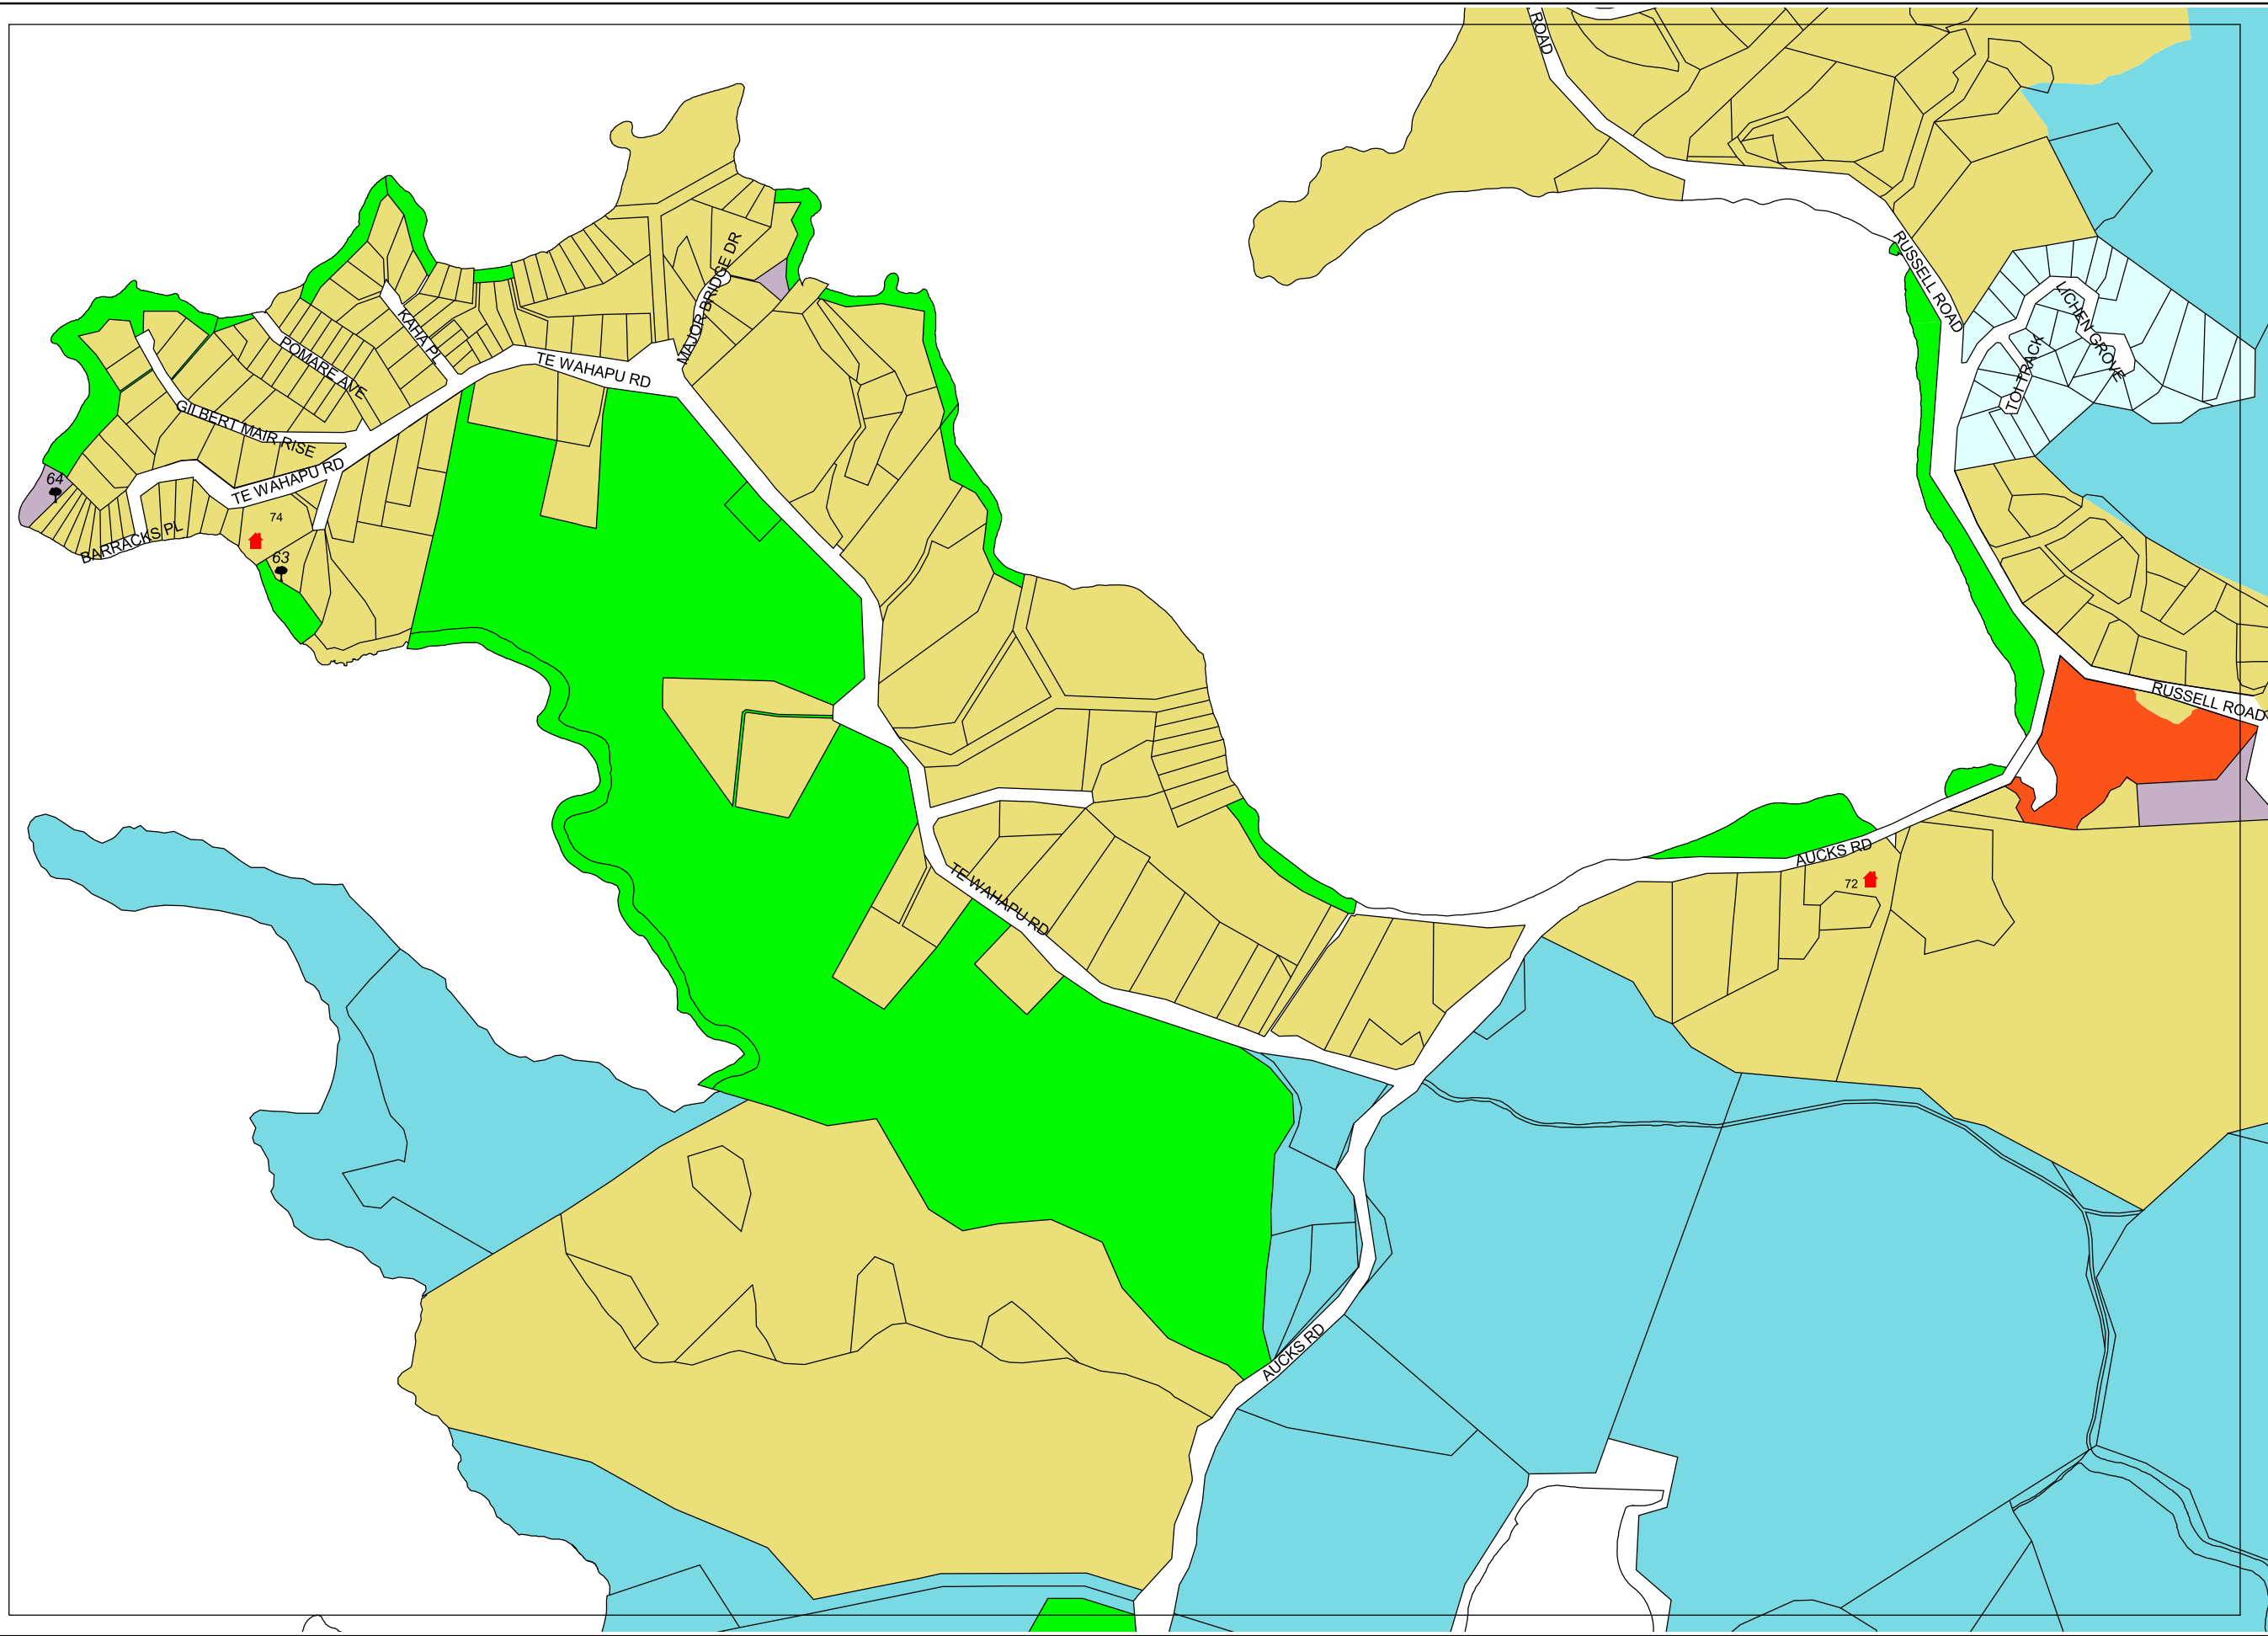 ROAD
RUSSELL ROAD
LICHEN GROVE
TOI TRACK
MAJOR BRIDGE DR
KAHA PL
POMARE AVE
TE WAHAPU RD
GILBERT MAIR RISE
TE WAHAPU RD
64
BARRACKS PL
74
63
RUSSELL ROAD
AUCKS RD
72
TE WAHAPU RD
AUCKS RD